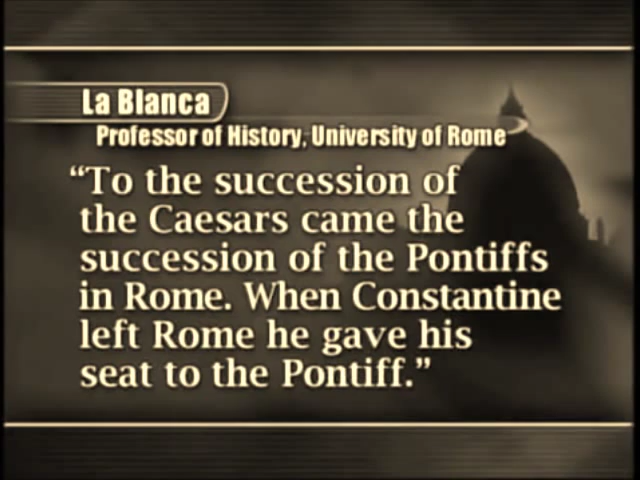 La Blanca
Professor of History, University of Rome
“To the succession of
the Caesars came the
succession of the Pontiffs
in Rome. When Constantine
left Rome he gave his
seat to the Pontiff.”